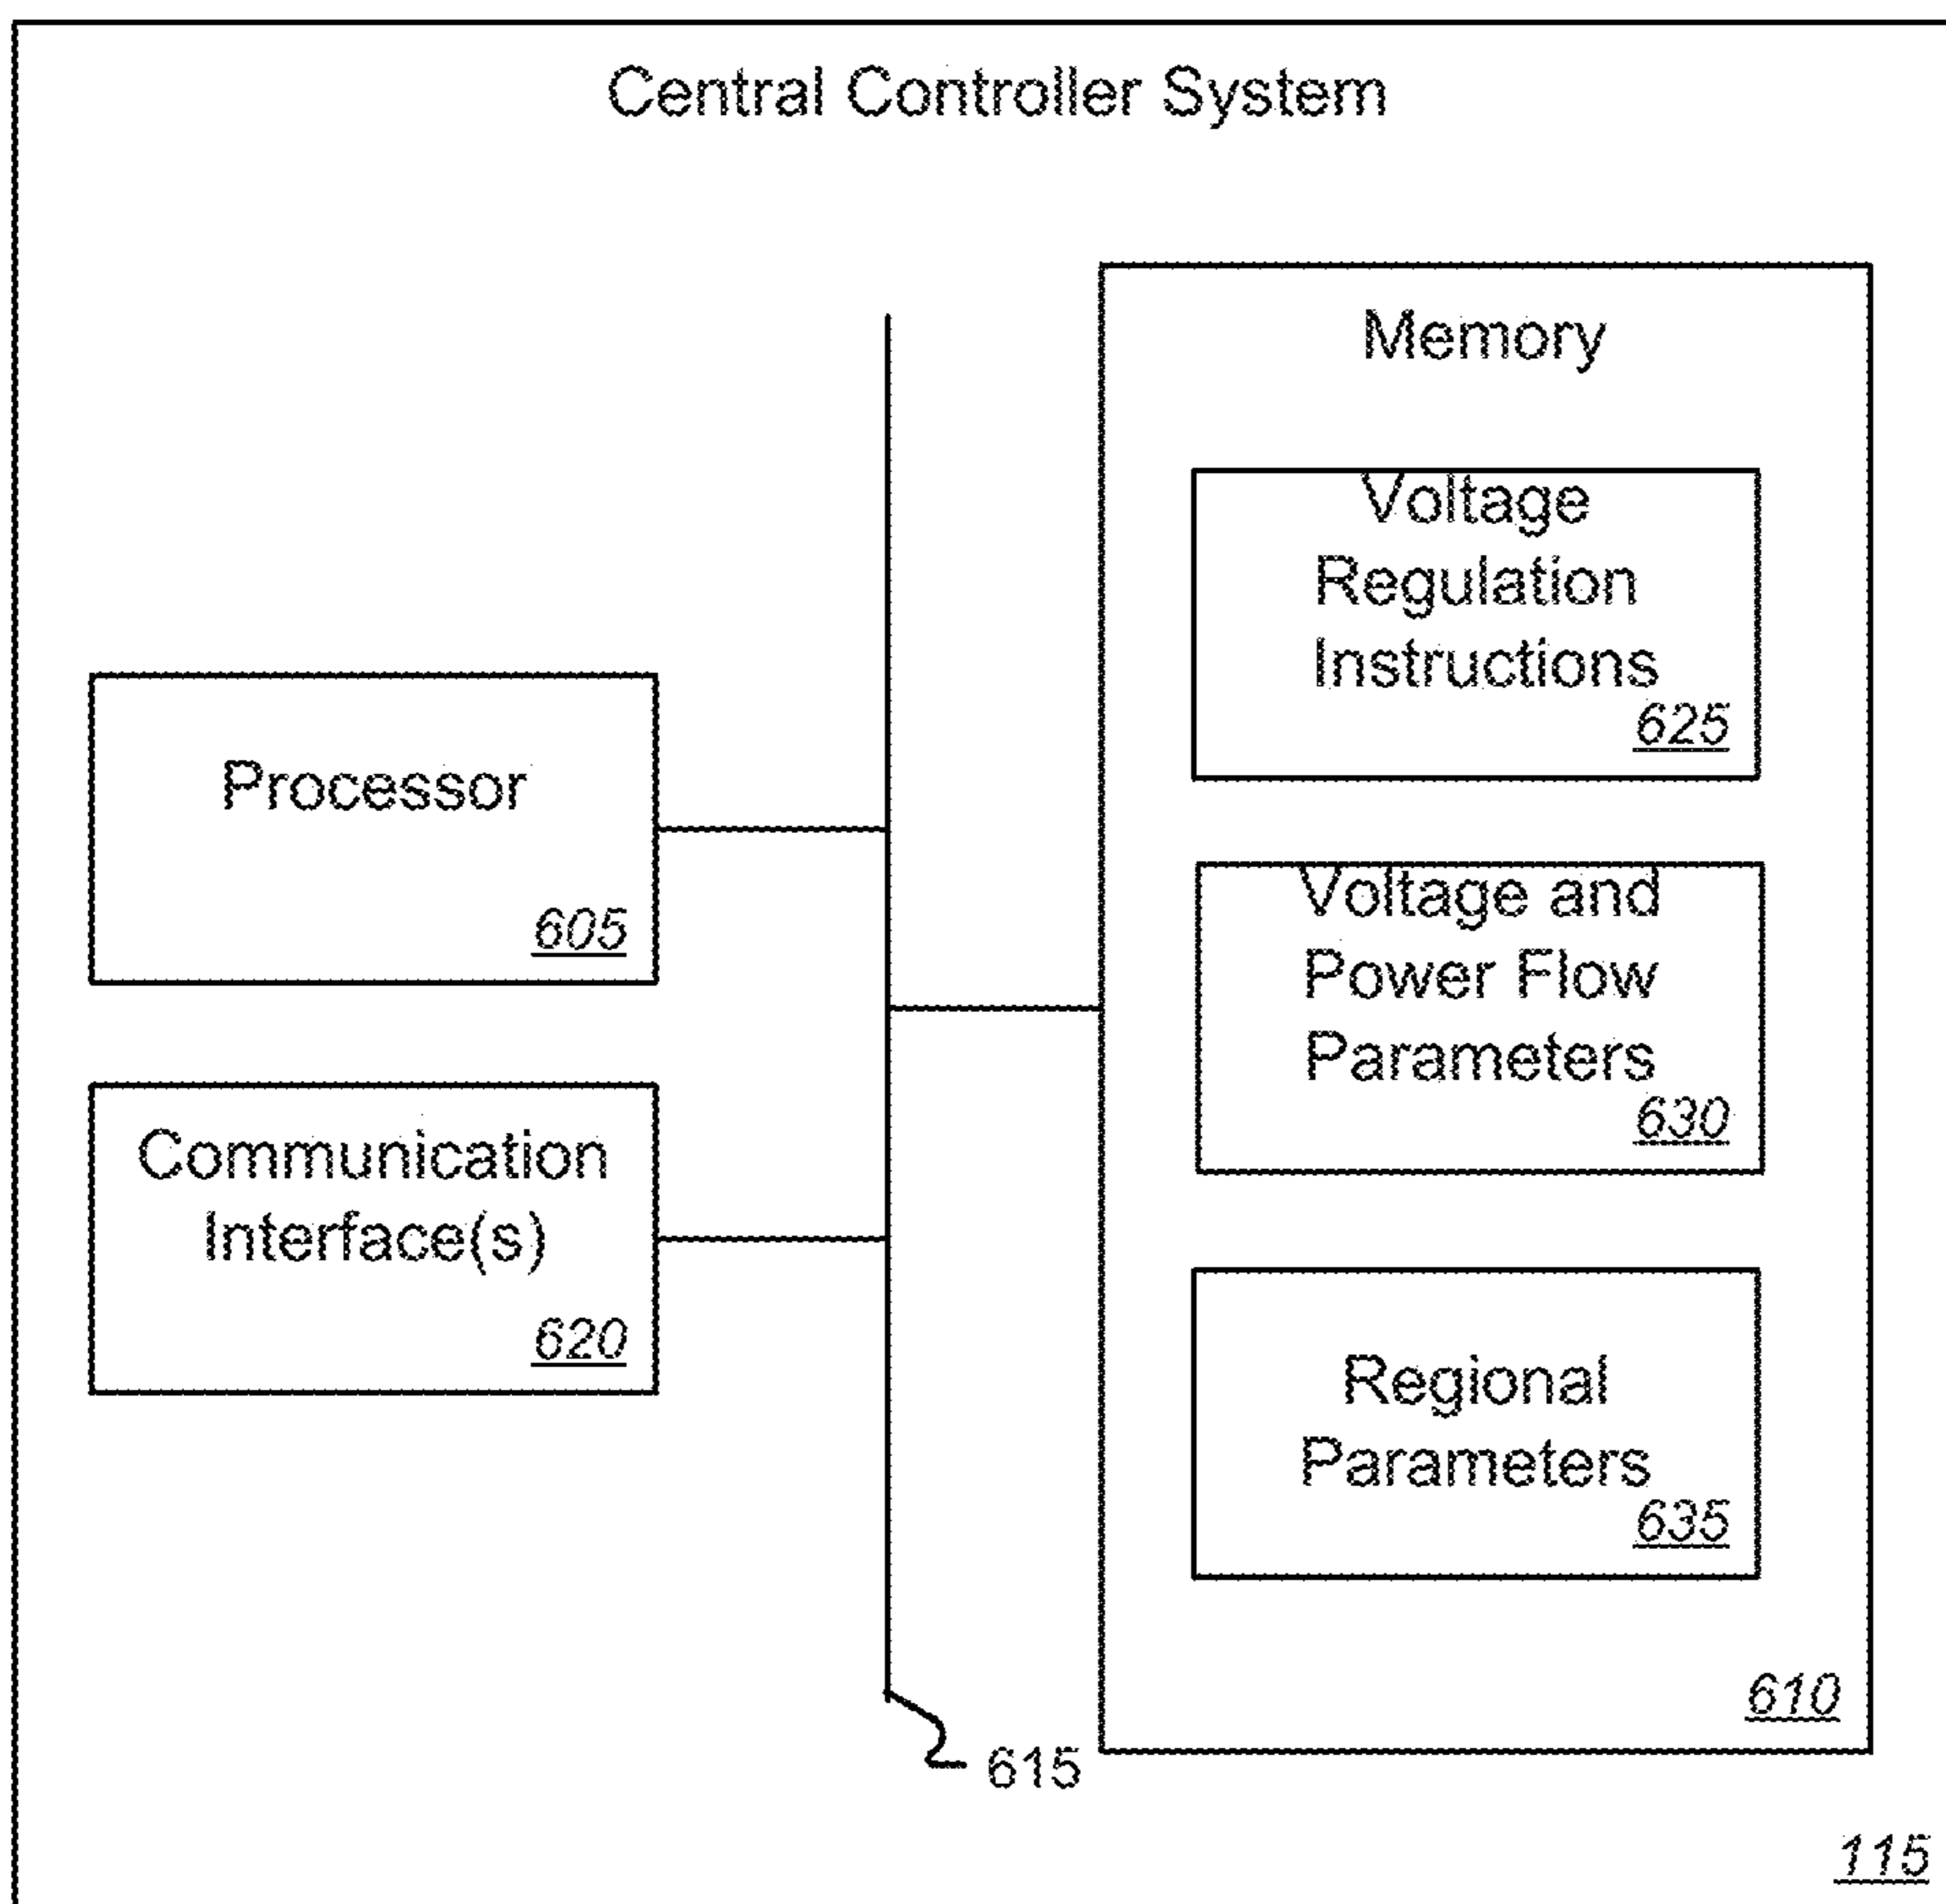 Central Controller System
Processor
605
Communication
Interface(s)
620
615
Memory
Voltage
Regulation
Instructions
625
Voltage and
Power Flow
Parameters
630
Regional
Parameters
635
610
115